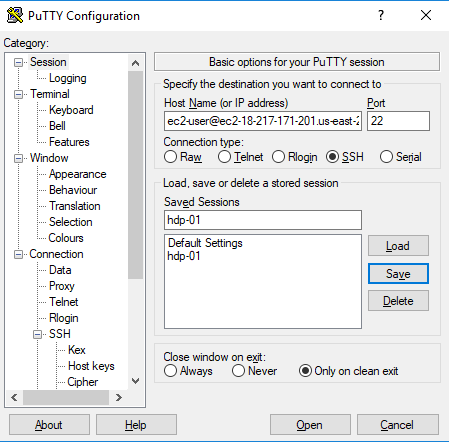 PuTTY Configuration
?
Category:
Session
Logging
Terminal
Keyboard
Bell
Features
Window
Appearance
Behaviour
Translation
Selection
Colours
Connection
Data
Proxy
Telnet
Rlogin
SSH
Kex
Host keys
Cipher
Basic options for your PuTTY session
Specify the destination you want to connect to
Host Name (or IP address) Port
ec2-user@ec2-18-217-171-201.us-east-2 22
Connection type:
Raw Telnet Rlogin SSH Serial
Load, save or delete a stored session
Saved Sessions
hdp-01
Default Settings
hdp-01
Load
Save
Delete
Close window on exit:
Always Never Only on clean exit
About Help Open Cancel